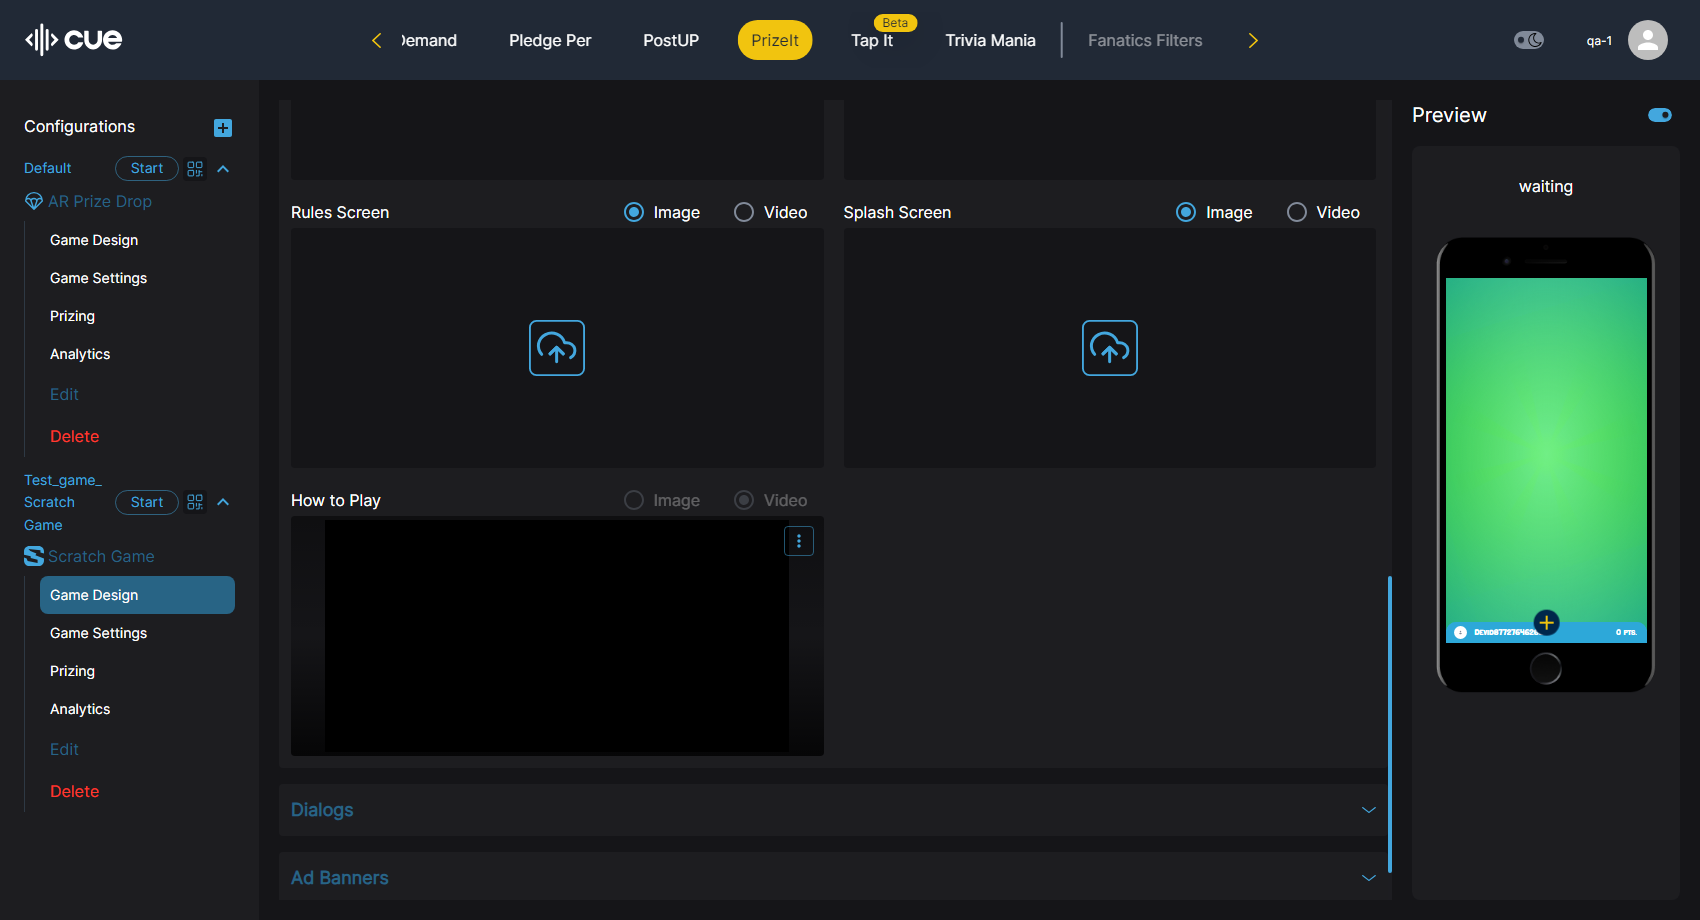 cue
Demand
Pledge Per
PostUP
PrizeIt
Beta
Tap It
Trivia Mania
Fanatics Filters
qa-1
Configurations
Default
Start
AR Prize Drop
Game Design
Game Settings
Prizing
Analytics
Edit
Delete
Test_game_
Scratch
Game
Start
Scratch Game
Game Design
Game Settings
Prizing
Analytics
Edit
Delete
Rules Screen
Image
Video
Splash Screen
Image
Video
How to Play
Image
Video
Dialogs
Ad Banners
Preview
waiting
0 PTS.